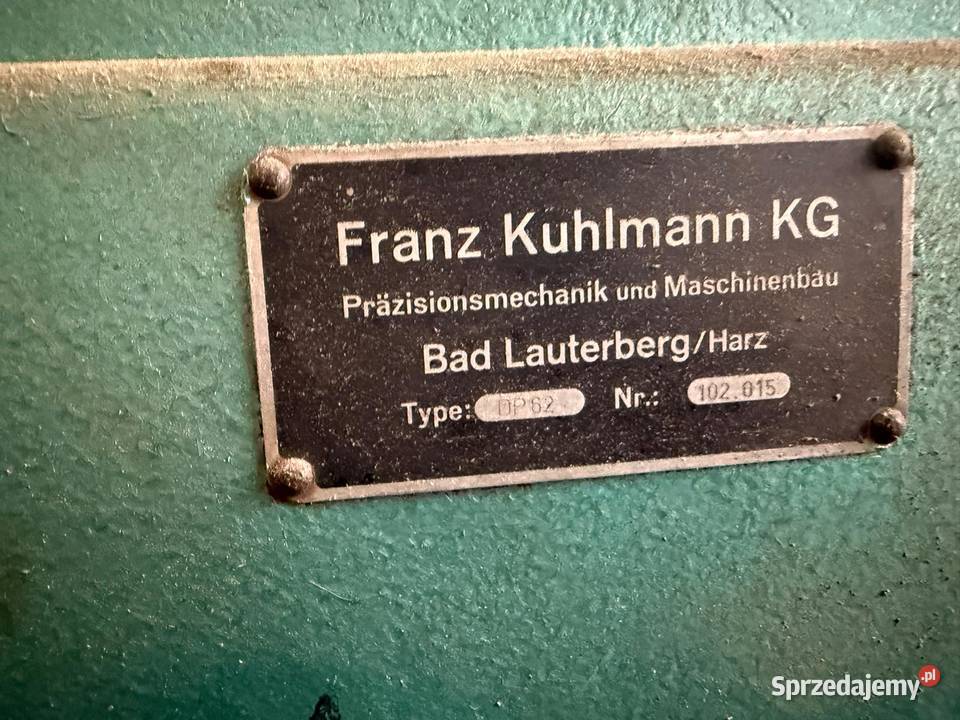 Franz Kuhlmann KG
Präzisionsmechanik und Maschinenbau
Bad Lauterberg/Harz
Type: DP62 Nr.: 102.015
Sprzedajemy.pl